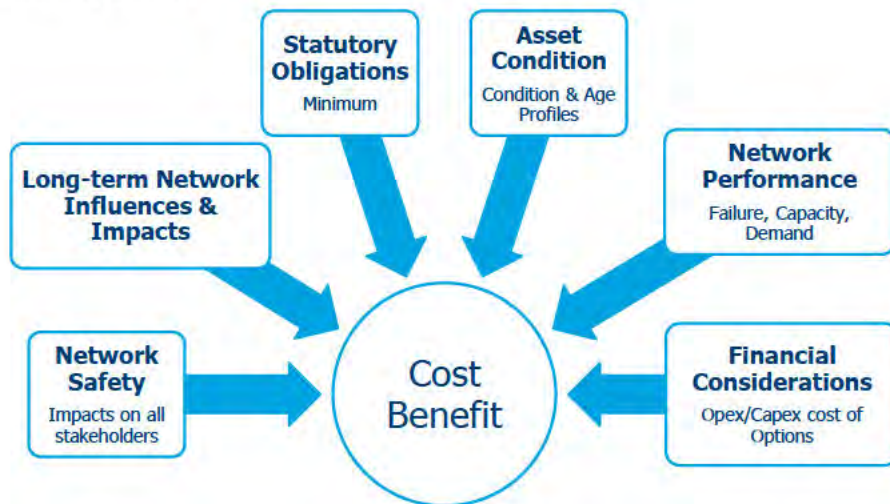 Statutory
Obligations
Minimum
Asset
Condition
Condition & Age
Profiles
Long-term Network
Influences &
Impacts
Network
Performance
Failure, Capacity,
Demand
Network
Safety
Impacts on all
stakeholders
Cost
Benefit
Financial
Considerations
Opex/Capex cost of
Options